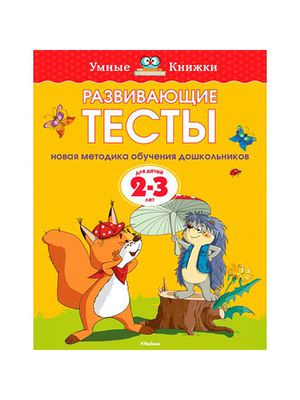 Умные Книжки
РАЗВИВАЮЩИЕ
ТЕСТЫ
новая методика обучения дошкольников
для детей
2-3
лет